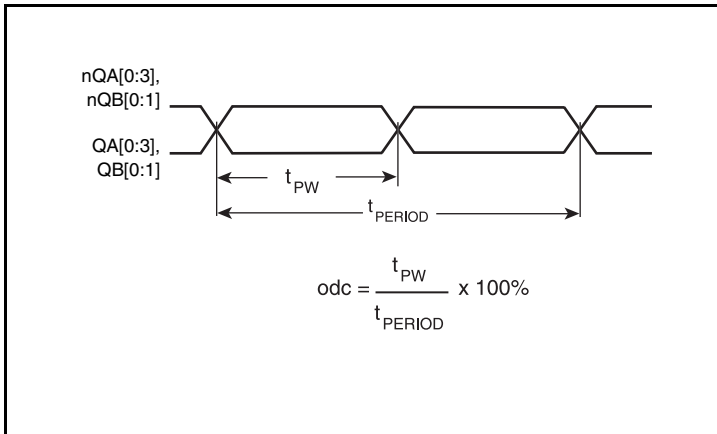 nQA[0:3],
nQB[0:1]
QA[0:3],
QB[0:1]
tPW
tPERIOD
odc = tPW / tPERIOD x 100%